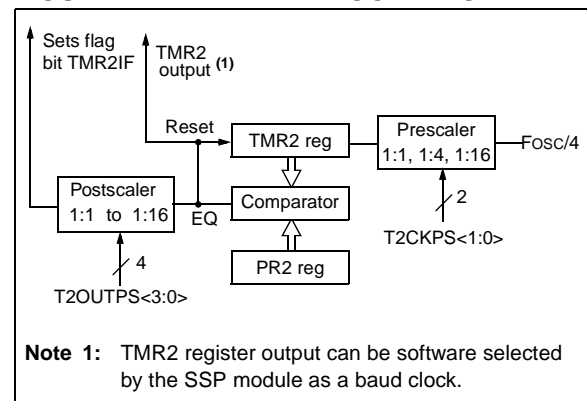 Sets flag
bit TMR2IF
TMR2
output (1)
Reset
TMR2 reg
Prescaler
1:1, 1:4, 1:16
FOSC/4
Postscaler
1:1 to 1:16
EQ
Comparator
2
T2CKPS<1:0>
4
PR2 reg
T2OUTPS<3:0>
Note 1: TMR2 register output can be software selected
by the SSP module as a baud clock.